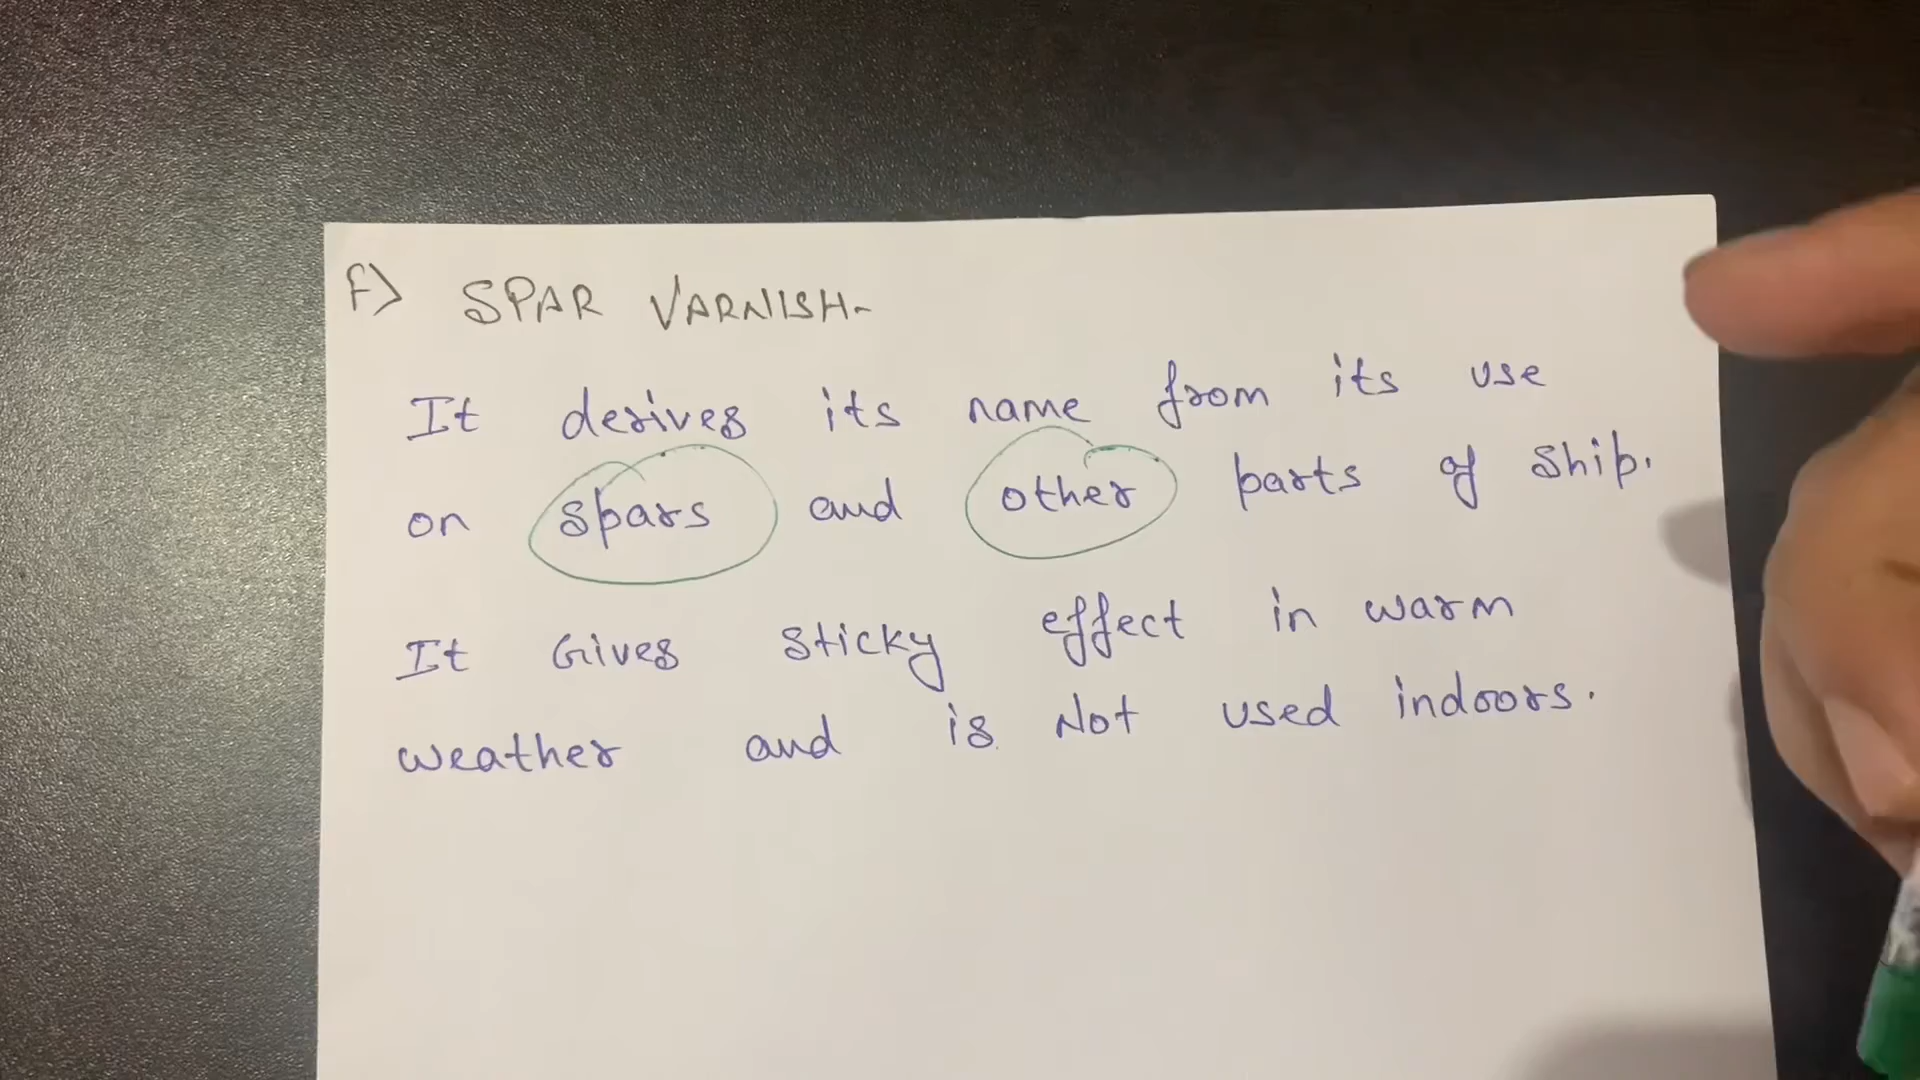 F) SPAR VARNISH-
It derives its name from its use
on spars and other parts of ship.
It Gives sticky effect in warm
weather and is Not used indoors.